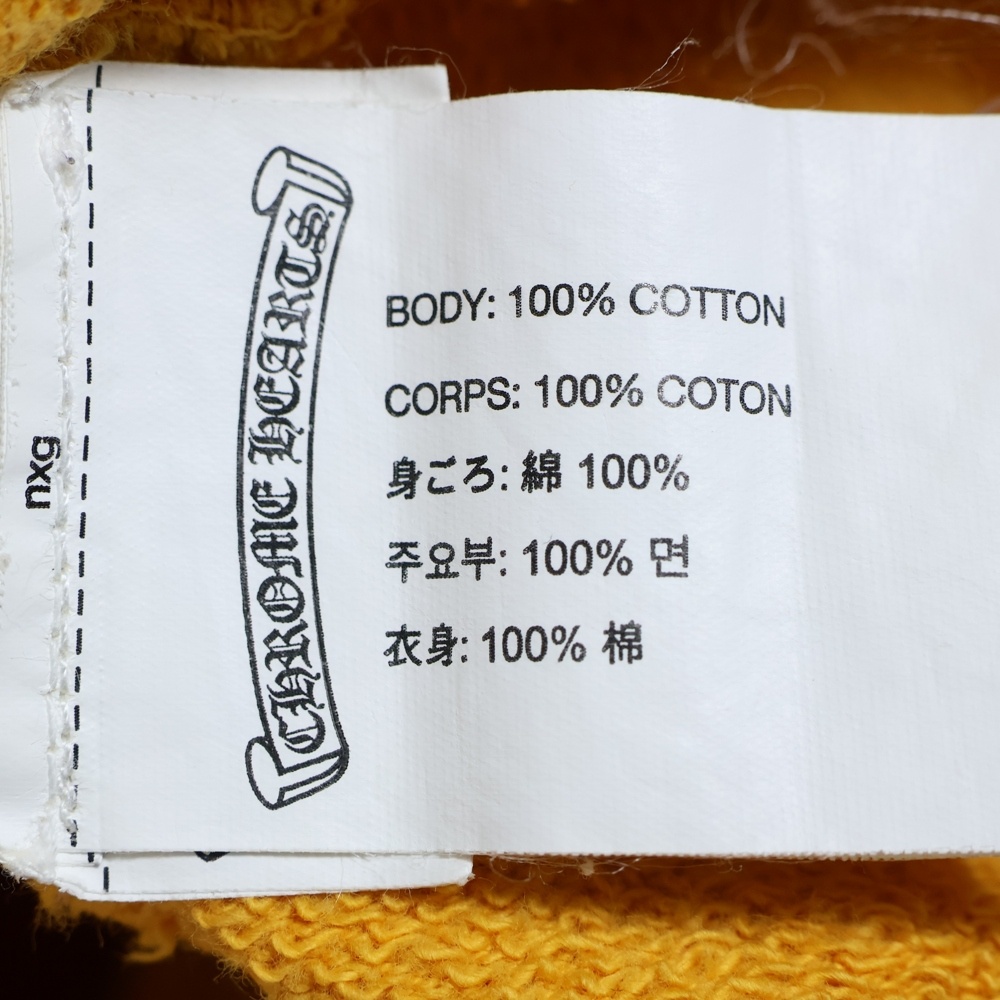 nxg
CHROME HEARTS
BODY: 100% COTTON
CORPS: 100% COTON
身ごろ: 綿 100%
주요부: 100% 면
衣身: 100% 棉